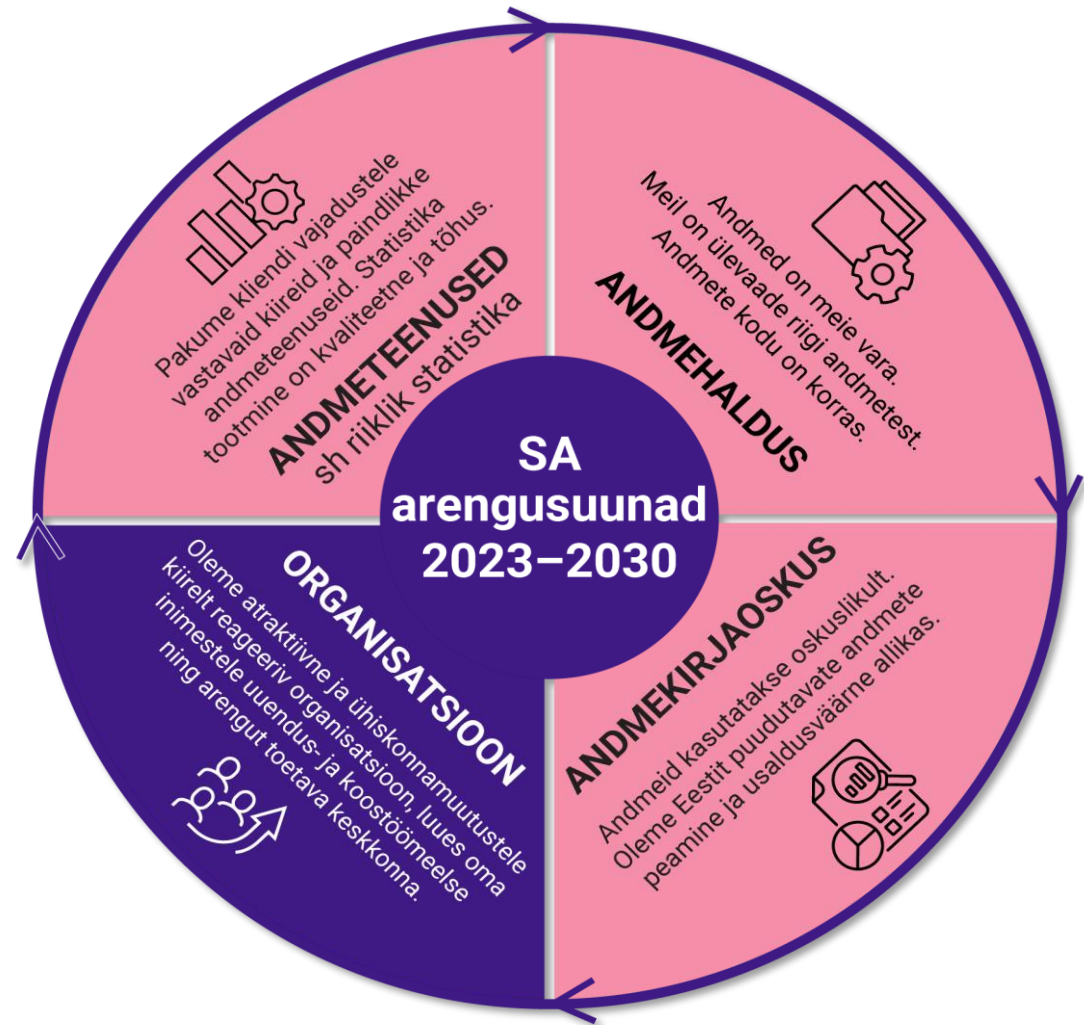 SA
arengusuunad
2023–2030
Pakume kliendi vajadustele
vastavaid kiireid ja paindlikke
andmeteenuseid. Statistika
tootmine on kvaliteetne ja tõhus.
ANDMETEENUSED
sh riiklik statistika
Andmed on meie vara.
Meil on ülevaade riigi andmetest.
Andmete kodu on korras.
ANDMEHALDUS
ANDMEKIRJAOSKUS
Andmeid kasutatakse oskuslikult.
Oleme Eestit puudutavate andmete
peamine ja usaldusväärne allikas.
ORGANISATSIOON
Oleme atraktiivne ja ühiskonnamuutustele
kiirelt reageeriv organisatsioon, luues oma
inimestele uuendus- ja koostöömeelse
ning arengut toetava keskkonna.